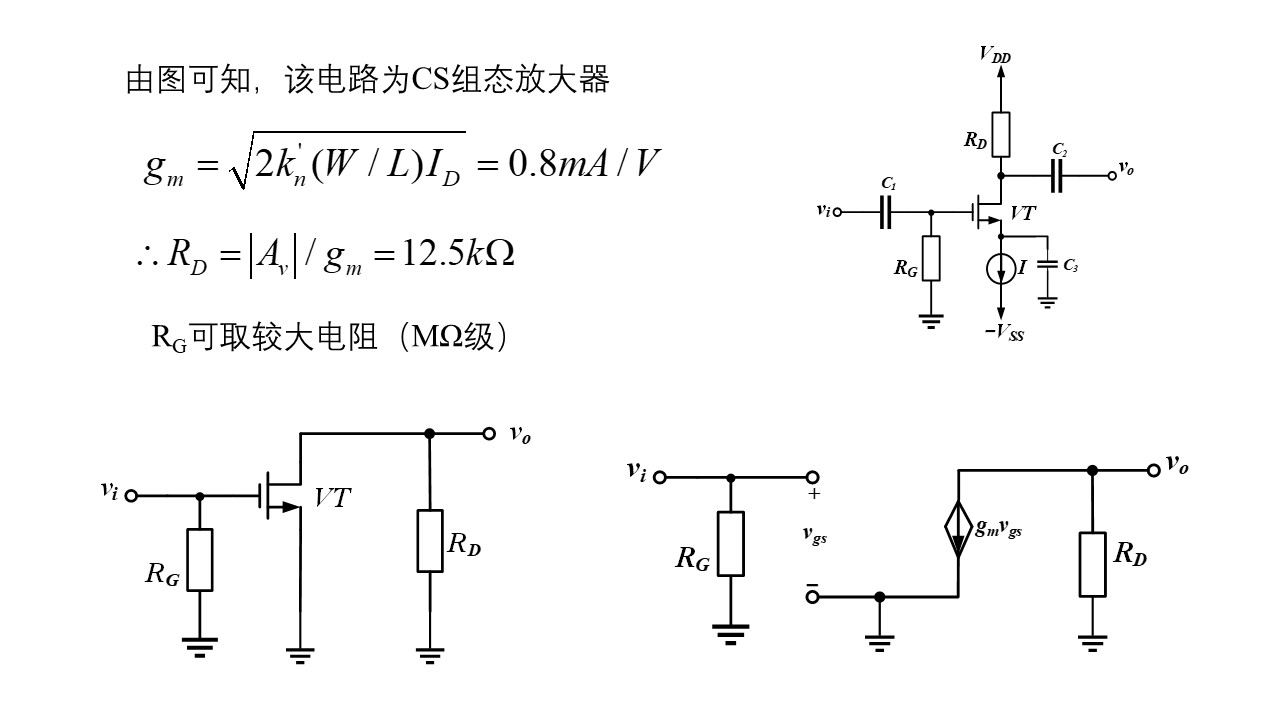 由图可知，该电路为CS组态放大器
g_m = √(2k_n'(W / L)I_D) = 0.8mA / V
∴ R_D = |A_v| / g_m = 12.5kΩ
R_G可取较大电阻（MΩ级）
V_DD
R_D
C_2
v_o
C_1
v_i
VT
R_G
I
C_3
−V_SS
v_o
v_i
VT
R_G
R_D
v_i
v_o
+
v_gs
g_m v_gs
R_G
R_D
−